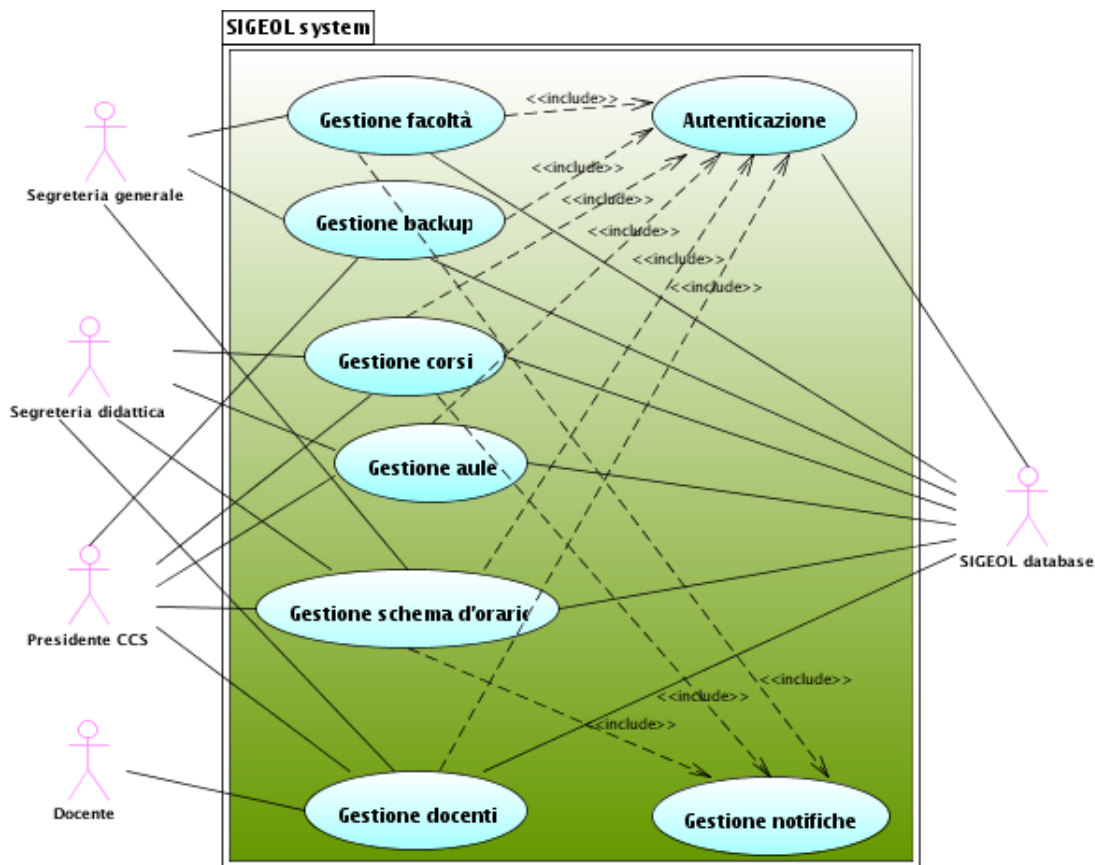 SIGEOL system
Gestione facoltà
<<include>>
Autenticazione
<<include>>
Segreteria generale
<<include>>
Gestione backup
<<include>>
<<include>>
<<include>>
Gestione corsi
Segreteria didattica
Gestione aule
SIGEOL database
Gestione schema d'orario
Presidente CCS
<<include>>
<<include>>
<<include>>
Docente
Gestione docenti
Gestione notifiche